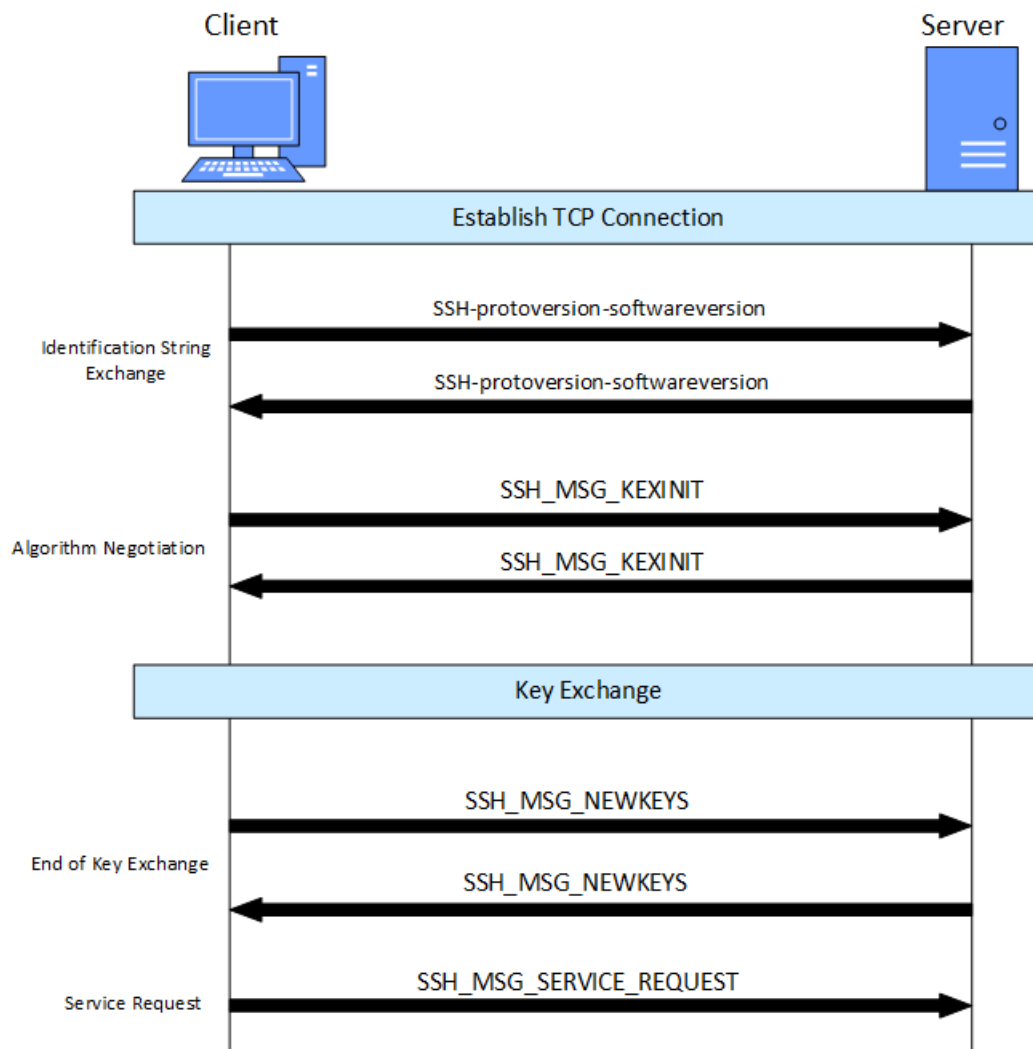 Client
Server
Establish TCP Connection
SSH-protoversion-softwareversion
Identification String
Exchange
SSH-protoversion-softwareversion
SSH_MSG_KEXINIT
Algorithm Negotiation
SSH_MSG_KEXINIT
Key Exchange
SSH_MSG_NEWKEYS
End of Key Exchange
SSH_MSG_NEWKEYS
SSH_MSG_SERVICE_REQUEST
Service Request